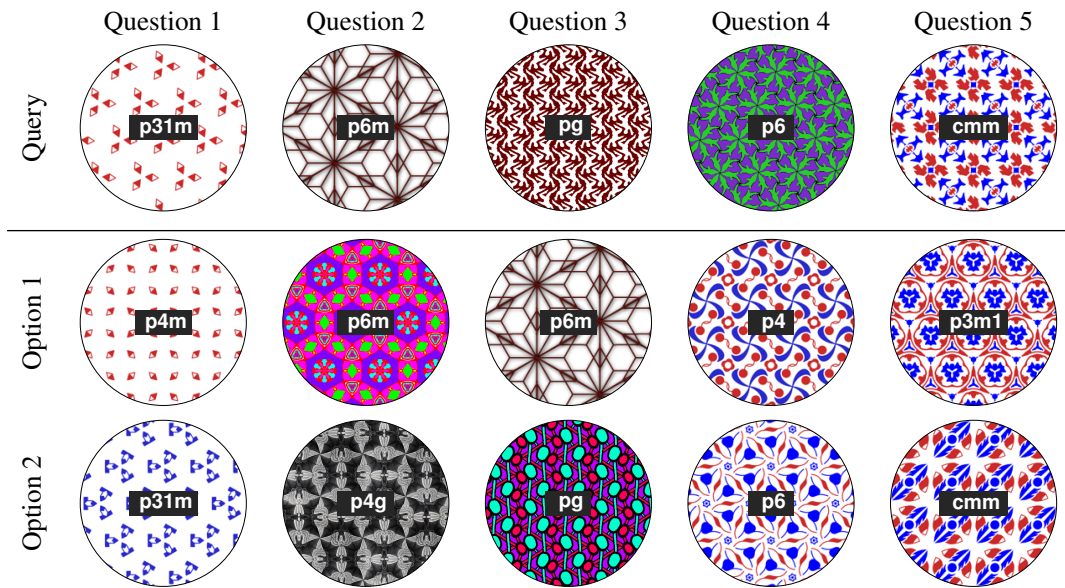 Question 1 Question 2 Question 3 Question 4 Question 5
Query
p31m p6m pg p6 cmm
Option 1
p4m p6m p6m p4 p3m1
Option 2
p31m p4g pg p6 cmm